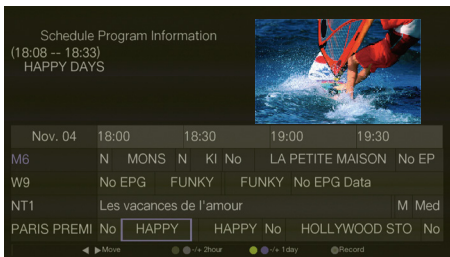 Schedule Program Information
(18:08 -- 18:33)
HAPPY DAYS
Nov. 04 18:00 18:30 19:00 19:30
M6 N MONS N KI No LA PETITE MAISON No EP
W9 No EPG FUNKY FUNKY No EPG Data
NT1 Les vacances de l'amour M Med
PARIS PREMI No HAPPY HAPPY No HOLLYWOOD STO No
Move -/+ 2hour -/+ 1day Record